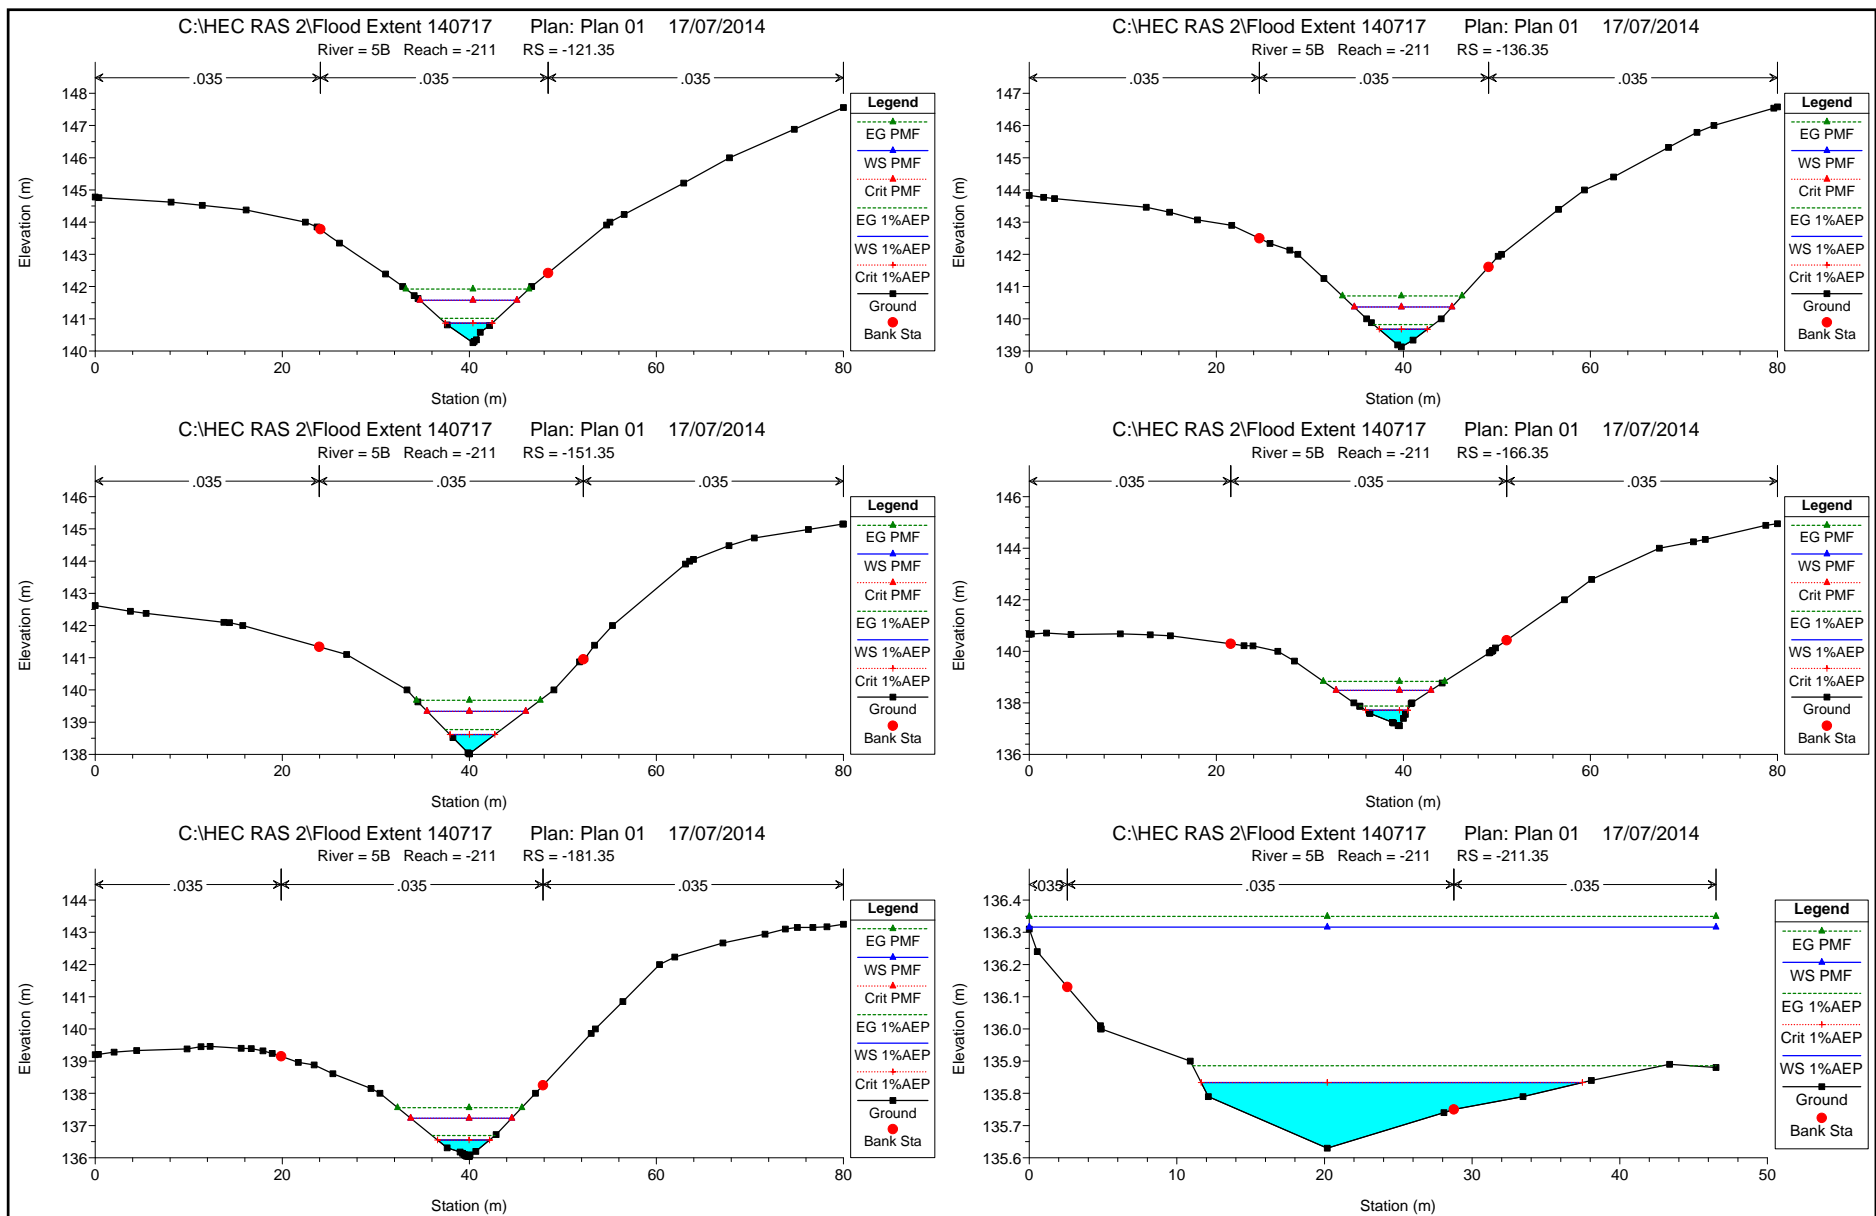 C:\HEC RAS 2\Flood Extent 140717 Plan: Plan 01 17/07/2014
River = 5B Reach = -211 RS = -121.35
.035 .035 .035
148
147
146
145
144
143
142
141
140
Elevation (m)
0 20 40 60 80
Station (m)
Legend
EG PMF
WS PMF
Crit PMF
EG 1%AEP
WS 1%AEP
Crit 1%AEP
Ground
Bank Sta
C:\HEC RAS 2\Flood Extent 140717 Plan: Plan 01 17/07/2014
River = 5B Reach = -211 RS = -136.35
.035 .035 .035
147
146
145
144
143
142
141
140
139
Elevation (m)
0 20 40 60 80
Station (m)
Legend
EG PMF
WS PMF
Crit PMF
EG 1%AEP
WS 1%AEP
Crit 1%AEP
Ground
Bank Sta
C:\HEC RAS 2\Flood Extent 140717 Plan: Plan 01 17/07/2014
River = 5B Reach = -211 RS = -151.35
.035 .035 .035
146
145
144
143
142
141
140
139
138
Elevation (m)
0 20 40 60 80
Station (m)
Legend
EG PMF
WS PMF
Crit PMF
EG 1%AEP
WS 1%AEP
Crit 1%AEP
Ground
Bank Sta
C:\HEC RAS 2\Flood Extent 140717 Plan: Plan 01 17/07/2014
River = 5B Reach = -211 RS = -166.35
.035 .035 .035
146
144
142
140
138
136
Elevation (m)
0 20 40 60 80
Station (m)
Legend
EG PMF
WS PMF
Crit PMF
EG 1%AEP
WS 1%AEP
Crit 1%AEP
Ground
Bank Sta
C:\HEC RAS 2\Flood Extent 140717 Plan: Plan 01 17/07/2014
River = 5B Reach = -211 RS = -181.35
.035 .035 .035
144
143
142
141
140
139
138
137
136
Elevation (m)
0 20 40 60 80
Station (m)
Legend
EG PMF
WS PMF
Crit PMF
EG 1%AEP
WS 1%AEP
Crit 1%AEP
Ground
Bank Sta
C:\HEC RAS 2\Flood Extent 140717 Plan: Plan 01 17/07/2014
River = 5B Reach = -211 RS = -211.35
.035 .035 .035
136.4
136.3
136.2
136.1
136.0
135.9
135.8
135.7
135.6
Elevation (m)
0 10 20 30 40 50
Station (m)
Legend
EG PMF
WS PMF
EG 1%AEP
Crit 1%AEP
WS 1%AEP
Ground
Bank Sta